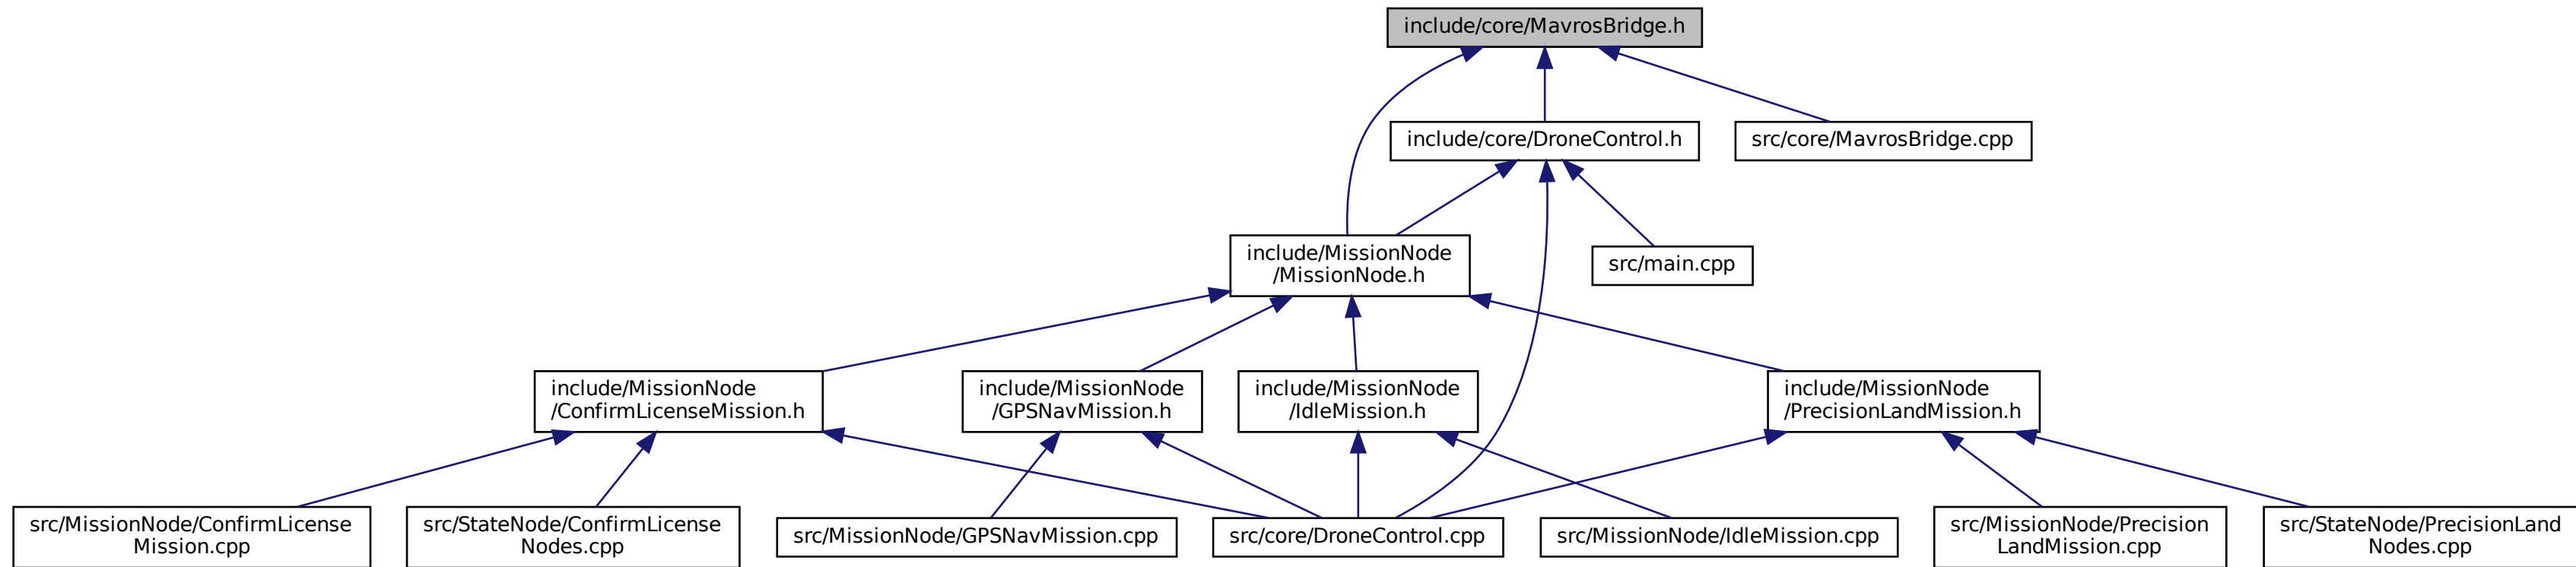 include/core/MavrosBridge.h
include/core/DroneControl.h
src/core/MavrosBridge.cpp
include/MissionNode
/MissionNode.h
src/main.cpp
include/MissionNode
/ConfirmLicenseMission.h
include/MissionNode
/GPSNavMission.h
include/MissionNode
/IdleMission.h
include/MissionNode
/PrecisionLandMission.h
src/MissionNode/ConfirmLicense
Mission.cpp
src/StateNode/ConfirmLicense
Nodes.cpp
src/MissionNode/GPSNavMission.cpp
src/core/DroneControl.cpp
src/MissionNode/IdleMission.cpp
src/MissionNode/Precision
LandMission.cpp
src/StateNode/PrecisionLand
Nodes.cpp